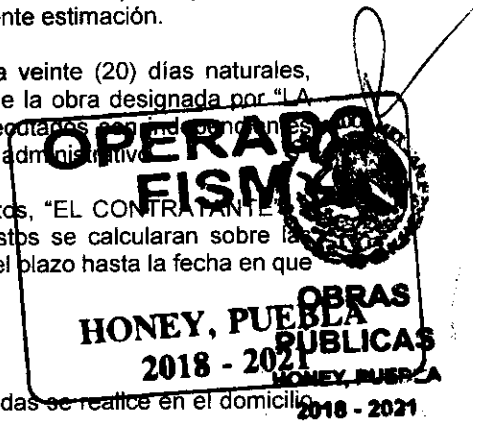 nte estimación.
a veinte (20) días naturales,
e la obra designada por "LA
OPERADO
administrativo
FISM
tos, "EL CONTRATANTE"
stos se calcularan sobre la
el plazo hasta la fecha en que
OBRAS
HONEY, PUEBLA
PUBLICAS
2018 - 2021
HONEY, PUEBLA
das se realice en el domicilio
2018 - 2021